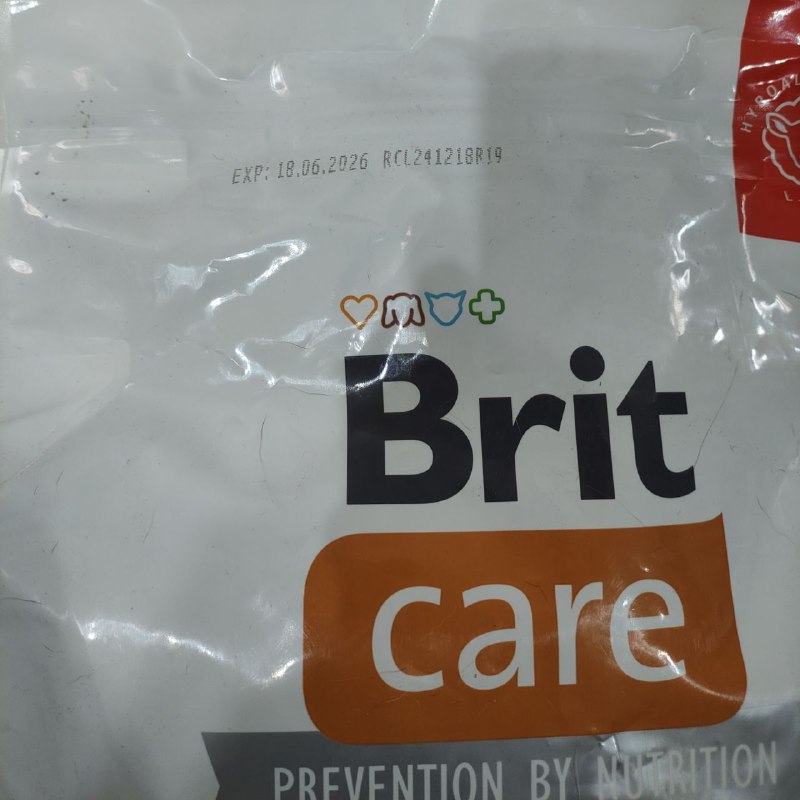 EXP: 18.06.2026 RCL241218R19
Brit
care
PREVENTION BY NUTRITION